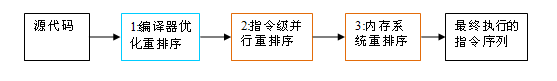 源代码
1:编译器优
化重排序
2:指令级并
行重排序
3:内存系
统重排序
最终执行的
指令序列